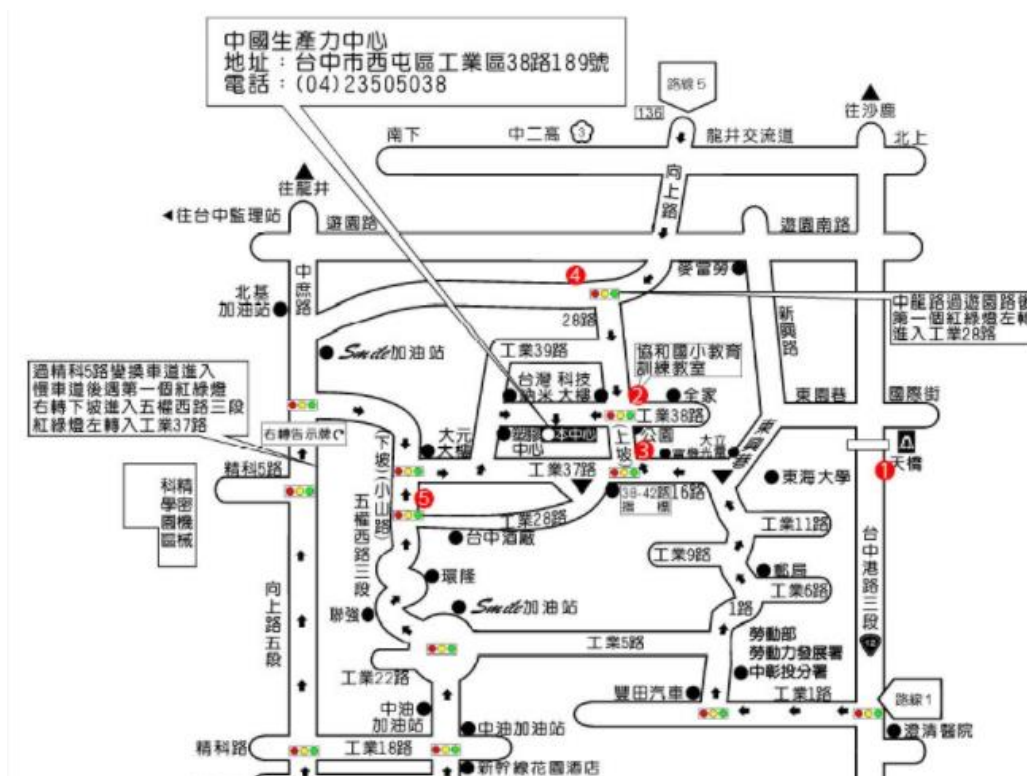 中國生產力中心
地址：台中市西屯區工業區38路189號
電話：(04)23505038
路線5
136
往沙鹿
南下
中二高
3
龍井交流道
北上
往龍井
向上路
◀往台中監理站
遊園路
遊園南路
中庶路
麥當勞
4
北基
加油站
28路
新興路
中龍路過遊園路後
第一個紅綠燈左轉
進入工業28路
Smile加油站
工業39路
協和國小教育
訓練教室
過精科5路變換車道進入
慢車道後遇第一個紅綠燈
右轉下坡進入五權西路三段
紅綠燈左轉入工業37路
台灣 科技
納米 大樓
2
全家
東園巷
國際街
工業38路
右轉告示牌
大元
大樓
塑膠
中心
本中心
(上坡)
公園
3
大立
光電
東興巷
天橋
1
(下坡)(小山路)
精科5路
工業37路
38-42路
16路
東海大學
精密機械
科學園區
5
五權西路三段
工業28路
工業11路
台中酒廠
台中港路三段
工業9路
郵局
環隆
工業6路
聯強
Smile加油站
1路
向上路五段
工業5路
勞動部
勞動力發展署
中彰投分署
12
工業22路
豐田汽車
工業1路
路線1
中油
加油站
中油加油站
澄清醫院
精科路
工業18路
新幹線花園酒店